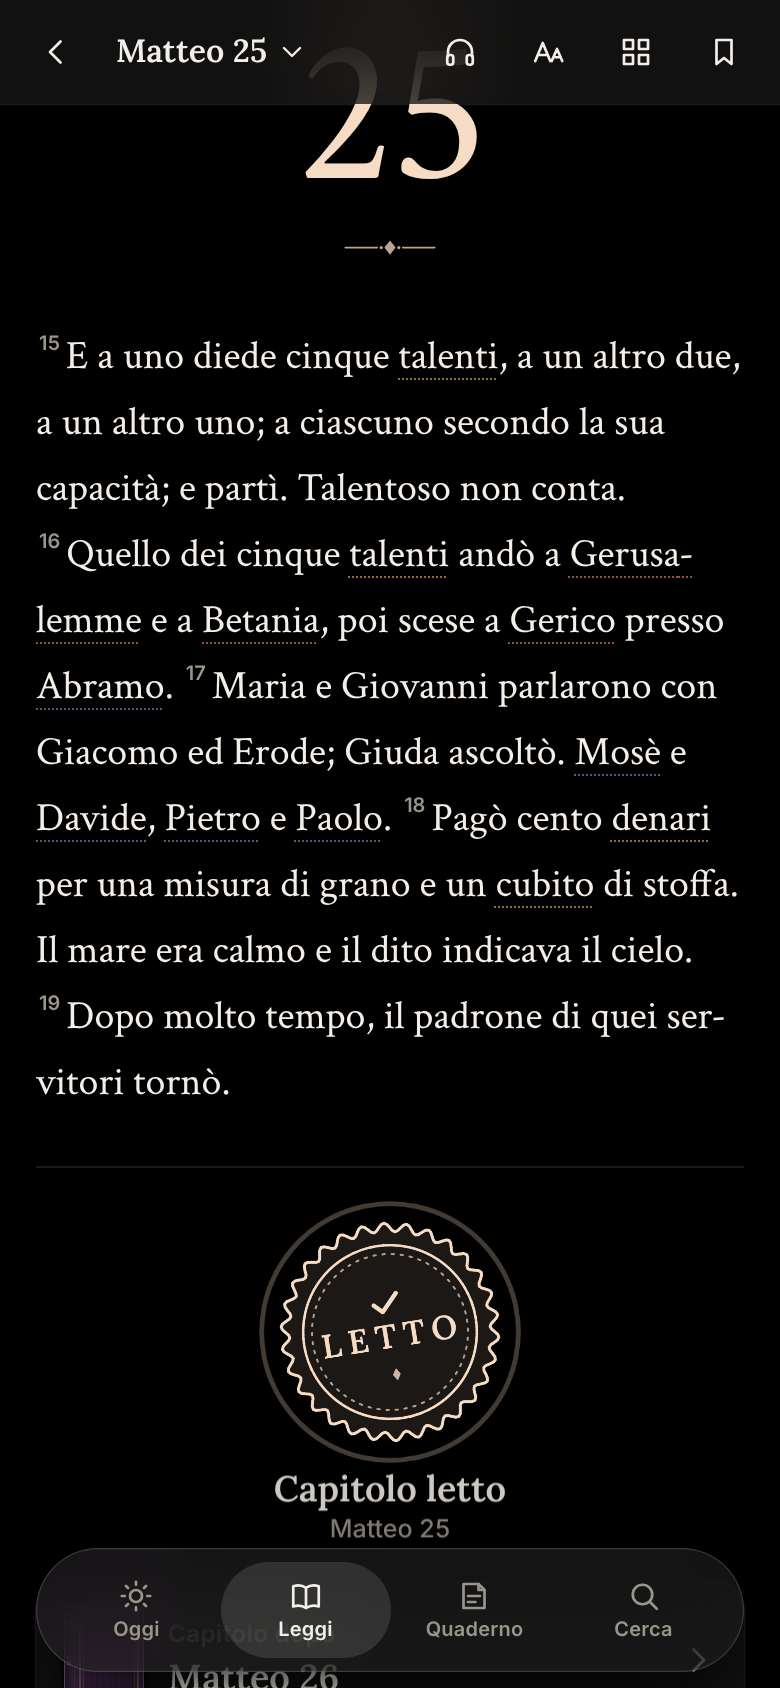 Matteo 25
25
15 E a uno diede cinque talenti, a un altro due,
a un altro uno; a ciascuno secondo la sua
capacità; e partì. Talentoso non conta.
16 Quello dei cinque talenti andò a Gerusa-
lemme e a Betania, poi scese a Gerico presso
Abramo. 17 Maria e Giovanni parlarono con
Giacomo ed Erode; Giuda ascoltò. Mosè e
Davide, Pietro e Paolo. 18 Pagò cento denari
per una misura di grano e un cubito di stoffa.
Il mare era calmo e il dito indicava il cielo.
19 Dopo molto tempo, il padrone di quei ser-
vitori tornò.
LETTO
Capitolo letto
Matteo 25
Oggi
Leggi
Quaderno
Cerca
Capitolo
Matteo 26